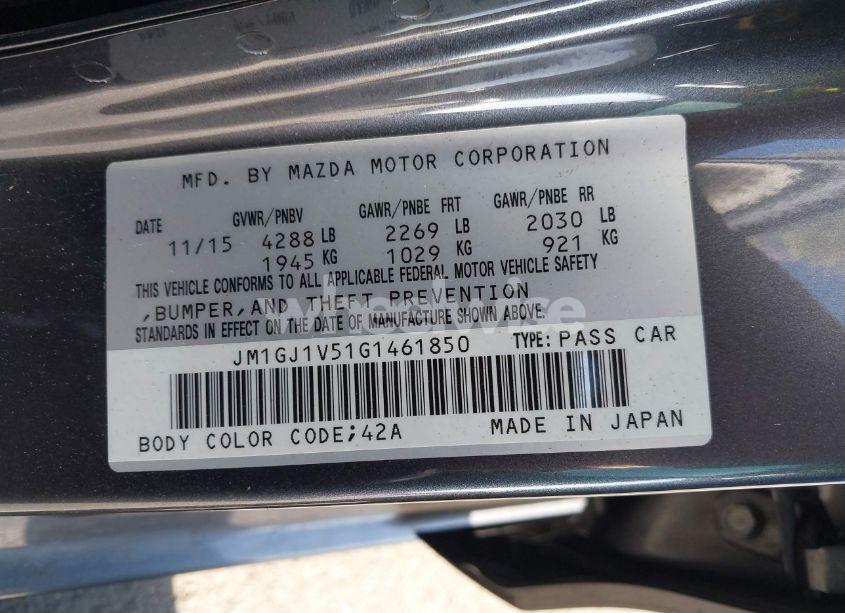 MFD. BY MAZDA MOTOR CORPORATION
DATE GVWR/PNBV GAWR/PNBE FRT GAWR/PNBE RR
11/15 4288 LB 2269 LB 2030 LB
1945 KG 1029 KG 921 KG
THIS VEHICLE CONFORMS TO ALL APPLICABLE FEDERAL MOTOR VEHICLE SAFETY
,BUMPER,AND THEFT PREVENTION
STANDARDS IN EFFECT ON THE DATE OF MANUFACTURE SHOWN ABOVE.
wheelwise
JM1GJ1V51G1461850 TYPE: PASS CAR
BODY COLOR CODE;42A MADE IN JAPAN